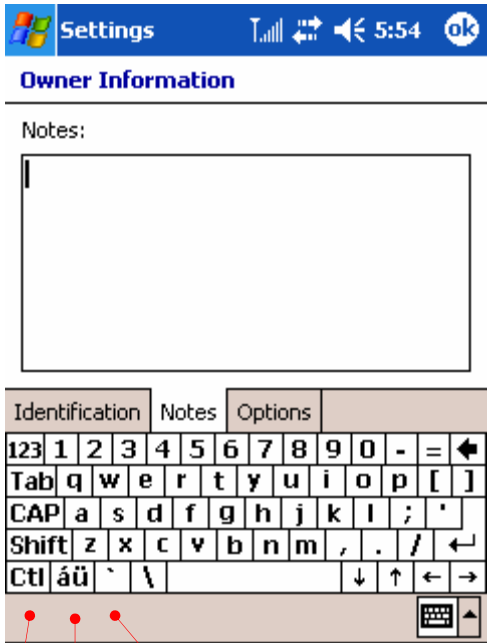 Settings 5:54 ok
Owner Information
Notes:
Identification Notes Options
123 1 2 3 4 5 6 7 8 9 0 - = 🡄
Tab q w e r t y u i o p [ ]
CAP a s d f g h j k l ; '
Shift z x c v b n m , . / ↵
Ctl áü ` \ ↓ ↑ ← →